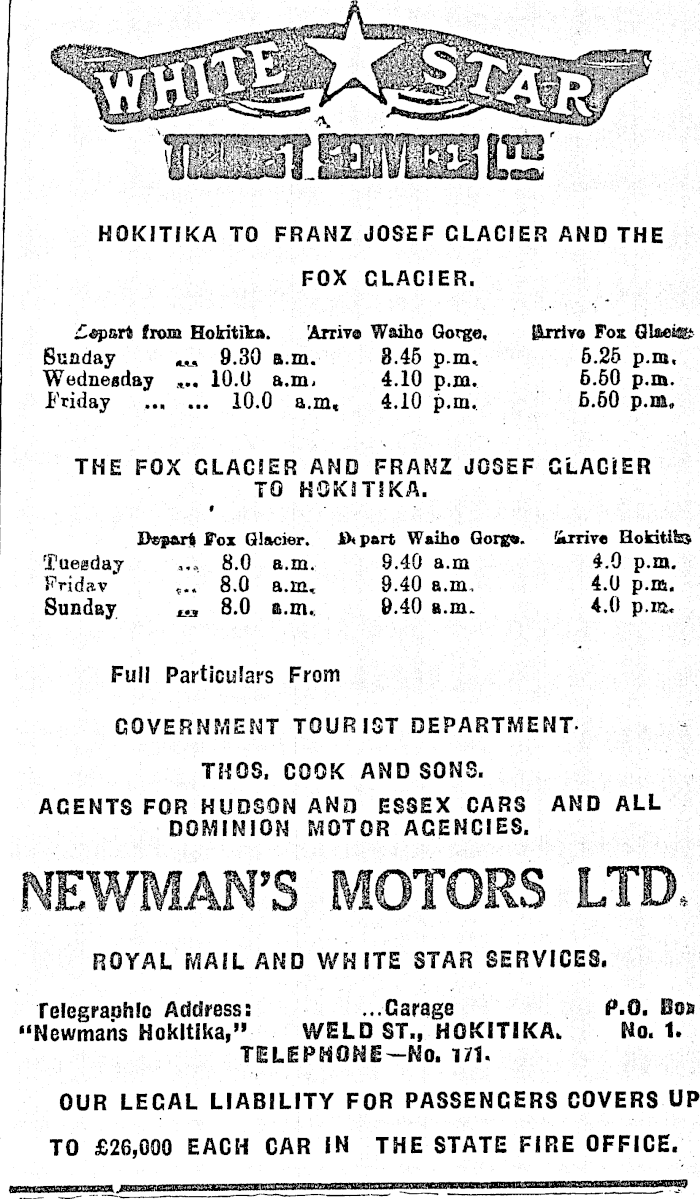 WHITE STAR
HOKITIKA TO FRANZ JOSEF GLACIER AND THE
FOX GLACIER.
Depart from Hokitika. Arrive Waiho Gorge. Arrive Fox Glacier
Sunday ... 9.30 a.m. 3.45 p.m. 5.25 p.m.
Wednesday ... 10.0 a.m. 4.10 p.m. 5.50 p.m.
Friday ... ... 10.0 a.m. 4.10 p.m. 5.50 p.m.
THE FOX GLACIER AND FRANZ JOSEF GLACIER
TO HOKITIKA.
Depart Fox Glacier. Depart Waiho Gorge. Arrive Hokitika
Tuesday ... 8.0 a.m. 9.40 a.m 4.0 p.m.
Friday ... 8.0 a.m. 9.40 a.m. 4.0 p.m.
Sunday ... 8.0 a.m. 9.40 a.m. 4.0 p.m.
Full Particulars From
GOVERNMENT TOURIST DEPARTMENT.
THOS. COOK AND SONS.
AGENTS FOR HUDSON AND ESSEX CARS AND ALL
DOMINION MOTOR AGENCIES.
NEWMAN'S MOTORS LTD.
ROYAL MAIL AND WHITE STAR SERVICES.
Telegraphic Address: ...Garage P.O. Box
"Newmans Hokitika," WELD ST., HOKITIKA. No. 1.
TELEPHONE—No. 171.
OUR LEGAL LIABILITY FOR PASSENGERS COVERS UP
TO £26,000 EACH CAR IN THE STATE FIRE OFFICE.